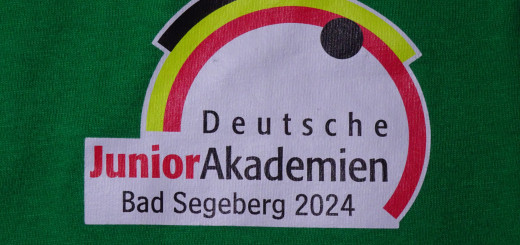 Deutsche
JuniorAkademien
Bad Segeberg 2024